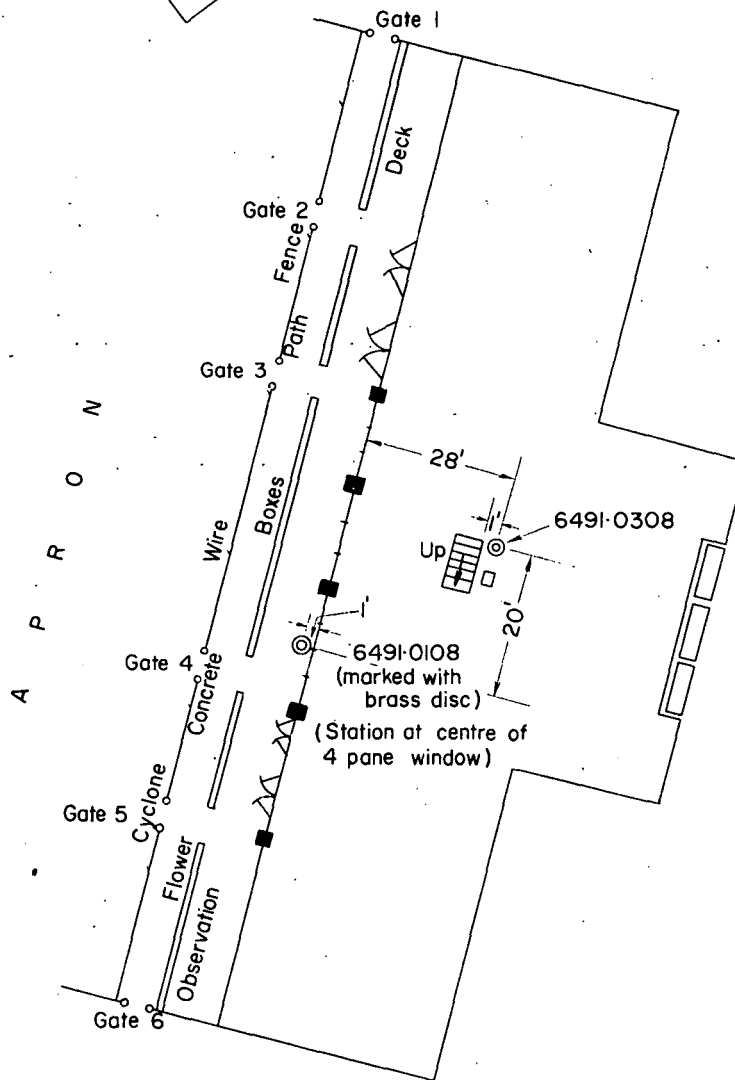 Gate 1
Deck
Gate 2
Fence
Path
Gate 3
APRON
28'
1'
6491·0308
Up
Boxes
Wire
20'
1'
6491·0108
(marked with
brass disc)
Gate 4
Concrete
(Station at centre of
4 pane window)
Cyclone
Gate 5
Flower
Observation
Gate 6